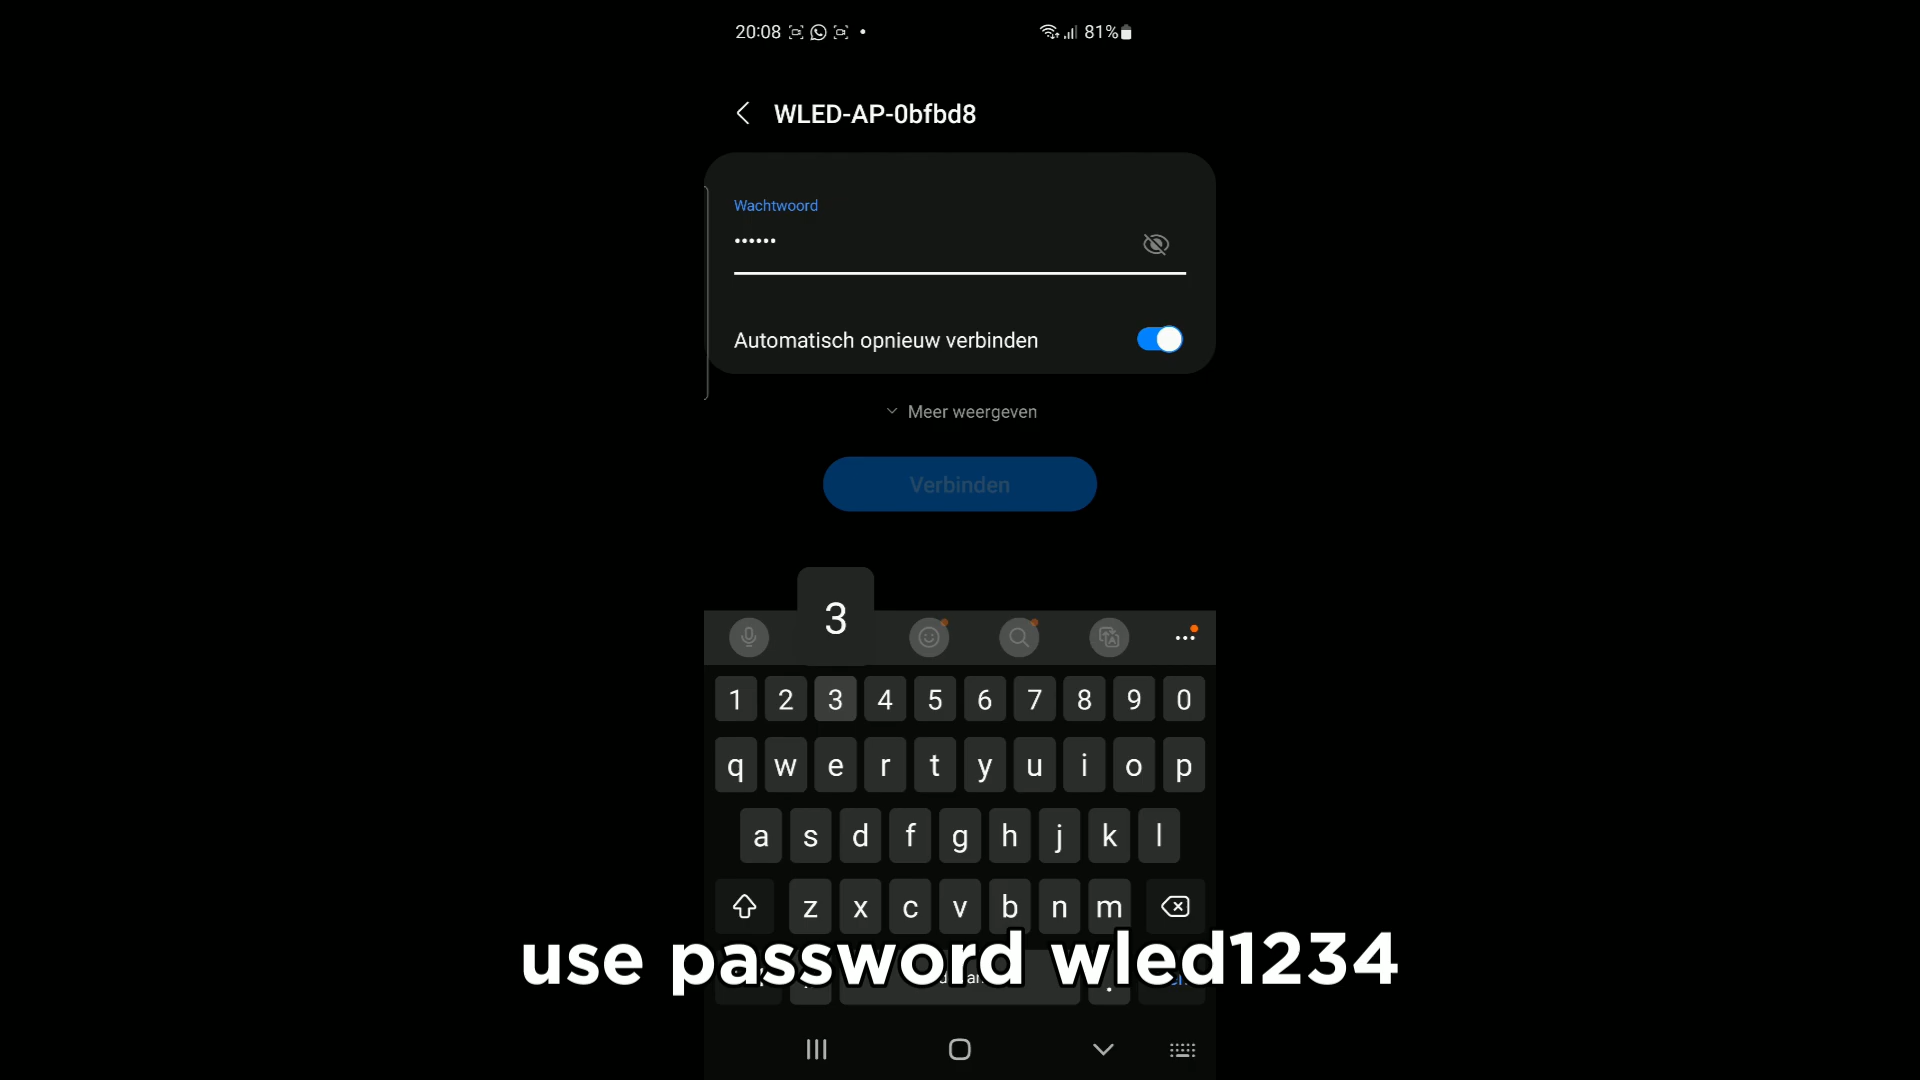 20:08 81%
WLED-AP-0bfbd8
Wachtwoord
••••••
Automatisch opnieuw verbinden
Meer weergeven
Verbinden
3
1 2 3 4 5 6 7 8 9 0
q w e r t y u i o p
a s d f g h j k l
z x c v b n m
use password wled1234